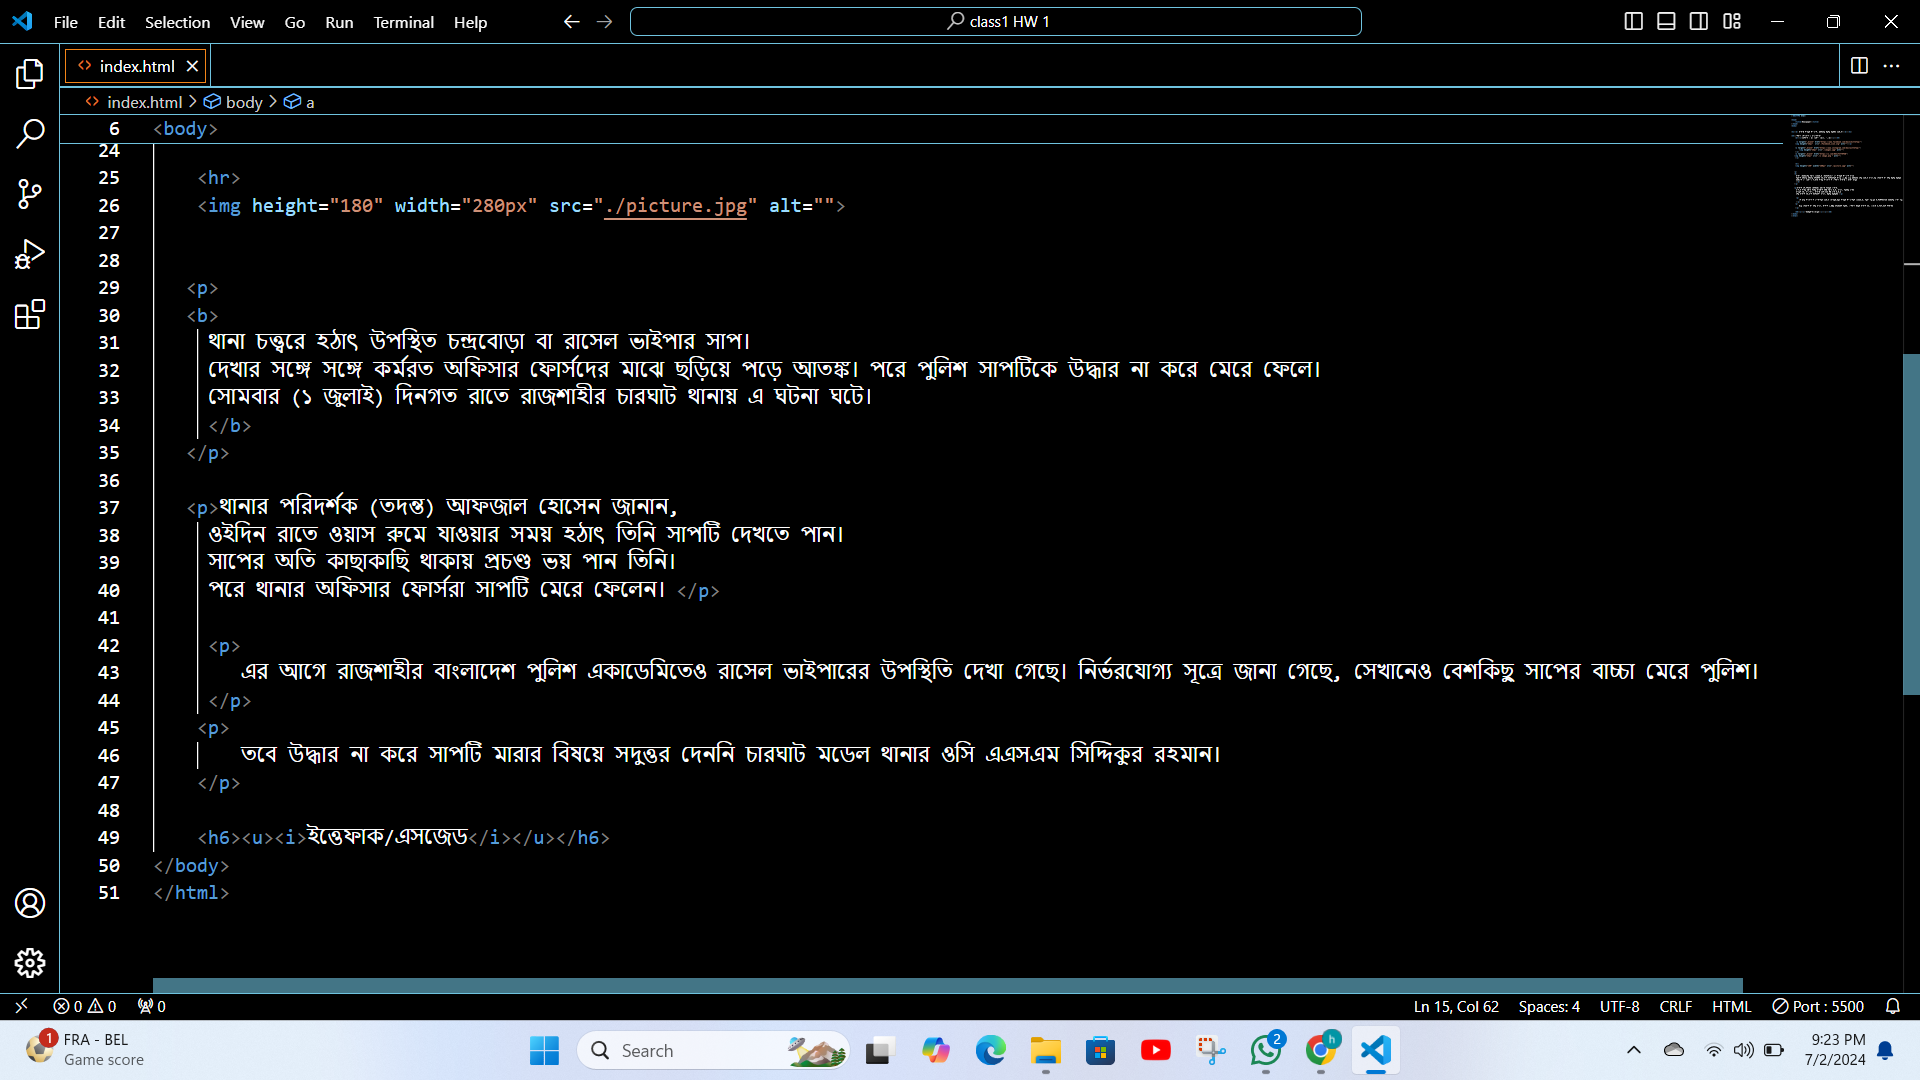 File Edit Selection View Go Run Terminal Help
class1 HW 1
index.html
index.html > body > a
6 <body>
24
25 <hr>
26 <img height="180" width="280px" src="./picture.jpg" alt="">
27
28
29 <p>
30 <b>
31 থানা চত্ত্বরে হঠাৎ উপস্থিত চন্দ্রবোড়া বা রাসেল ভাইপার সাপ।
32 দেখার সঙ্গে সঙ্গে কর্মরত অফিসার ফোর্সদের মাঝে ছড়িয়ে পড়ে আতঙ্ক। পরে পুলিশ সাপটিকে উদ্ধার না করে মেরে ফেলে।
33 সোমবার (১ জুলাই) দিনগত রাতে রাজশাহীর চারঘাট থানায় এ ঘটনা ঘটে।
34 </b>
35 </p>
36
37 <p>থানার পরিদর্শক (তদন্ত) আফজাল হোসেন জানান,
38 ওইদিন রাতে ওয়াস রুমে যাওয়ার সময় হঠাৎ তিনি সাপটি দেখতে পান।
39 সাপের অতি কাছাকাছি থাকায় প্রচণ্ড ভয় পান তিনি।
40 পরে থানার অফিসার ফোর্সরা সাপটি মেরে ফেলেন। </p>
41
42 <p>
43 এর আগে রাজশাহীর বাংলাদেশ পুলিশ একাডেমিতেও রাসেল ভাইপারের উপস্থিতি দেখা গেছে। নির্ভরযোগ্য সূত্রে জানা গেছে, সেখানেও বেশকিছু সাপের বাচ্চা মেরে পুলিশ।
44 </p>
45 <p>
46 তবে উদ্ধার না করে সাপটি মারার বিষয়ে সদুত্তর দেননি চারঘাট মডেল থানার ওসি এএসএম সিদ্দিকুর রহমান।
47 </p>
48
49 <h6><u><i>ইত্তেফাক/এসজেড</i></u></h6>
50 </body>
51 </html>
0 0 0
Ln 15, Col 62 Spaces: 4 UTF-8 CRLF HTML Port : 5500
1 FRA - BEL
Game score
Search
2
h
9:23 PM
7/2/2024